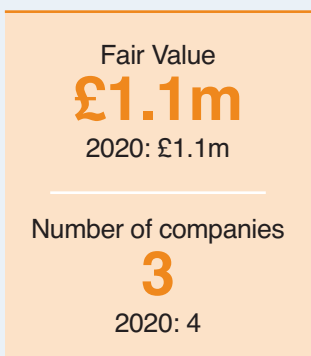 Fair Value
£1.1m
2020: £1.1m
Number of companies
3
2020: 4